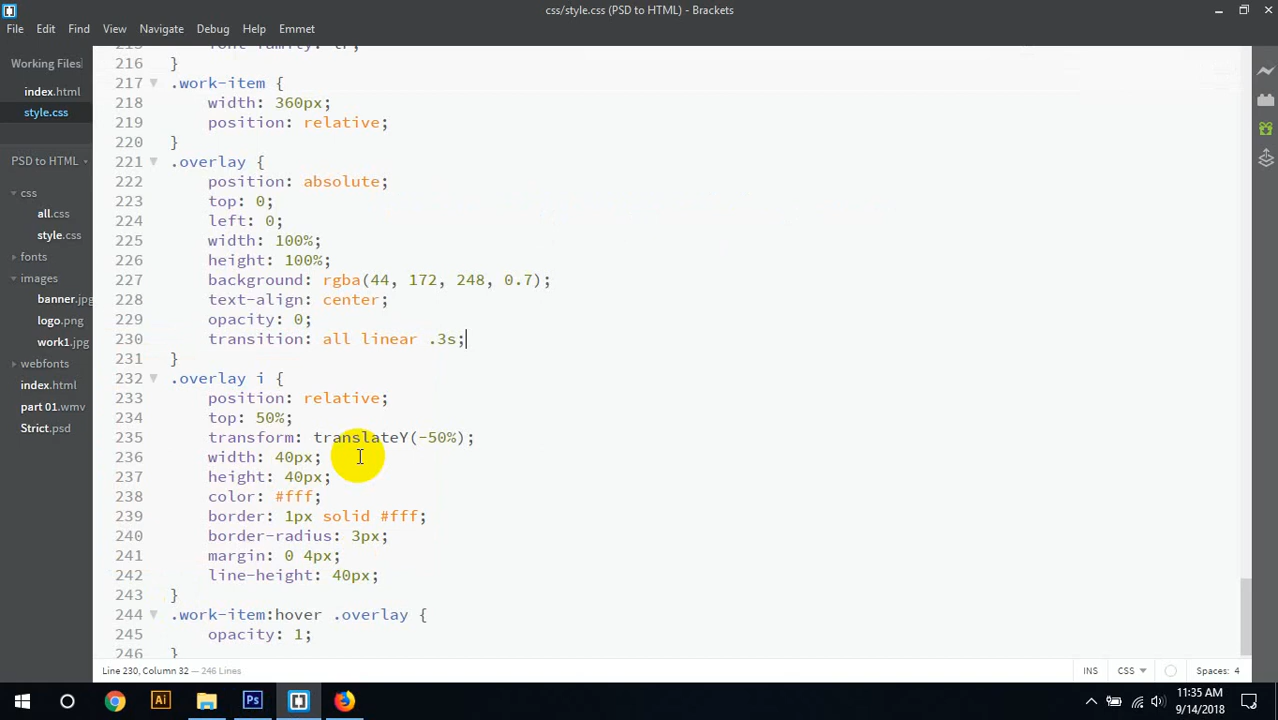 css/style.css (PSD to HTML) - Brackets
File Edit Find View Navigate Debug Help Emmet
Working Files
index.html
style.css
PSD to HTML
css
all.css
style.css
fonts
images
banner.jpg
logo.png
work1.jpg
webfonts
index.html
part 01.wmv
Strict.psd
216 }
217 .work-item {
218 width: 360px;
219 position: relative;
220 }
221 .overlay {
222 position: absolute;
223 top: 0;
224 left: 0;
225 width: 100%;
226 height: 100%;
227 background: rgba(44, 172, 248, 0.7);
228 text-align: center;
229 opacity: 0;
230 transition: all linear .3s;
231 }
232 .overlay i {
233 position: relative;
234 top: 50%;
235 transform: translateY(-50%);
236 width: 40px;
237 height: 40px;
238 color: #fff;
239 border: 1px solid #fff;
240 border-radius: 3px;
241 margin: 0 4px;
242 line-height: 40px;
243 }
244 .work-item:hover .overlay {
245 opacity: 1;
246 }
Line 230, Column 32 — 246 Lines
INS CSS Spaces: 4
Ai Ps
11:35 AM
9/14/2018